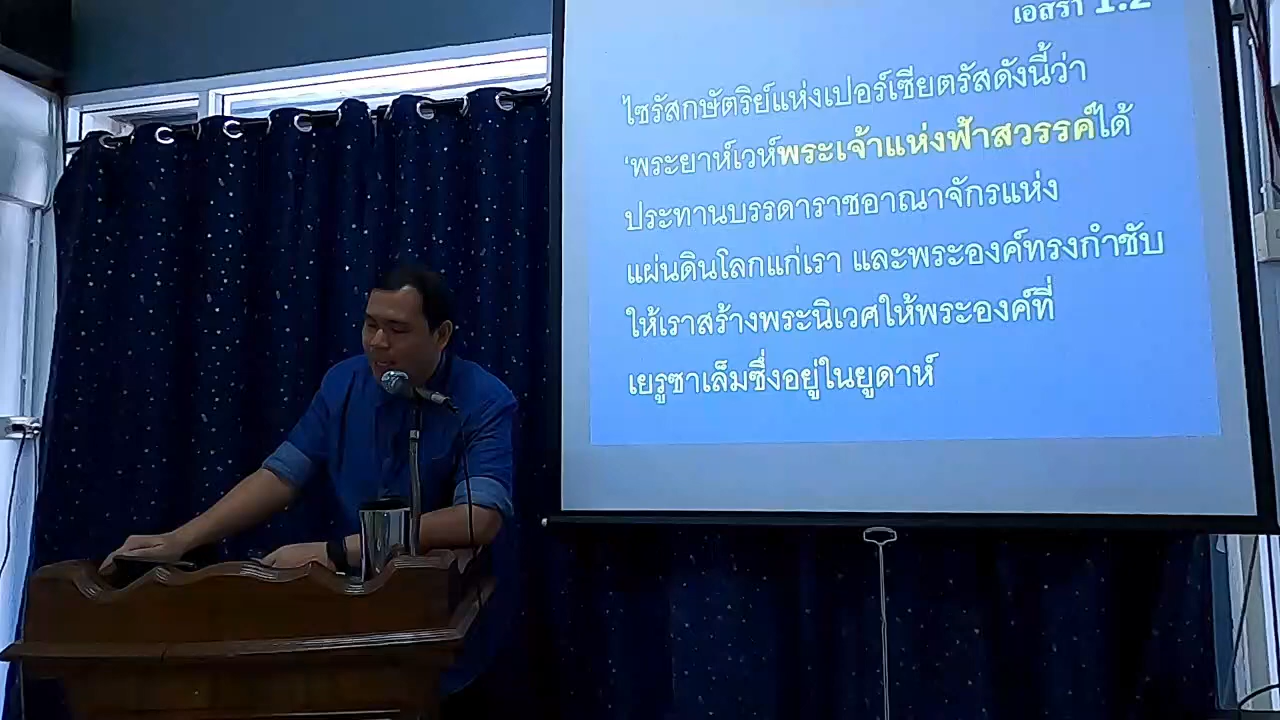 เอสรา 1:2
ไซรัสกษัตริย์แห่งเปอร์เซียตรัสดังนี้ว่า
‘พระยาห์เวห์พระเจ้าแห่งฟ้าสวรรค์ได้
ประทานบรรดาราชอาณาจักรแห่ง
แผ่นดินโลกแก่เรา และพระองค์ทรงกำชับ
ให้เราสร้างพระนิเวศให้พระองค์ที่
เยรูซาเล็มซึ่งอยู่ในยูดาห์